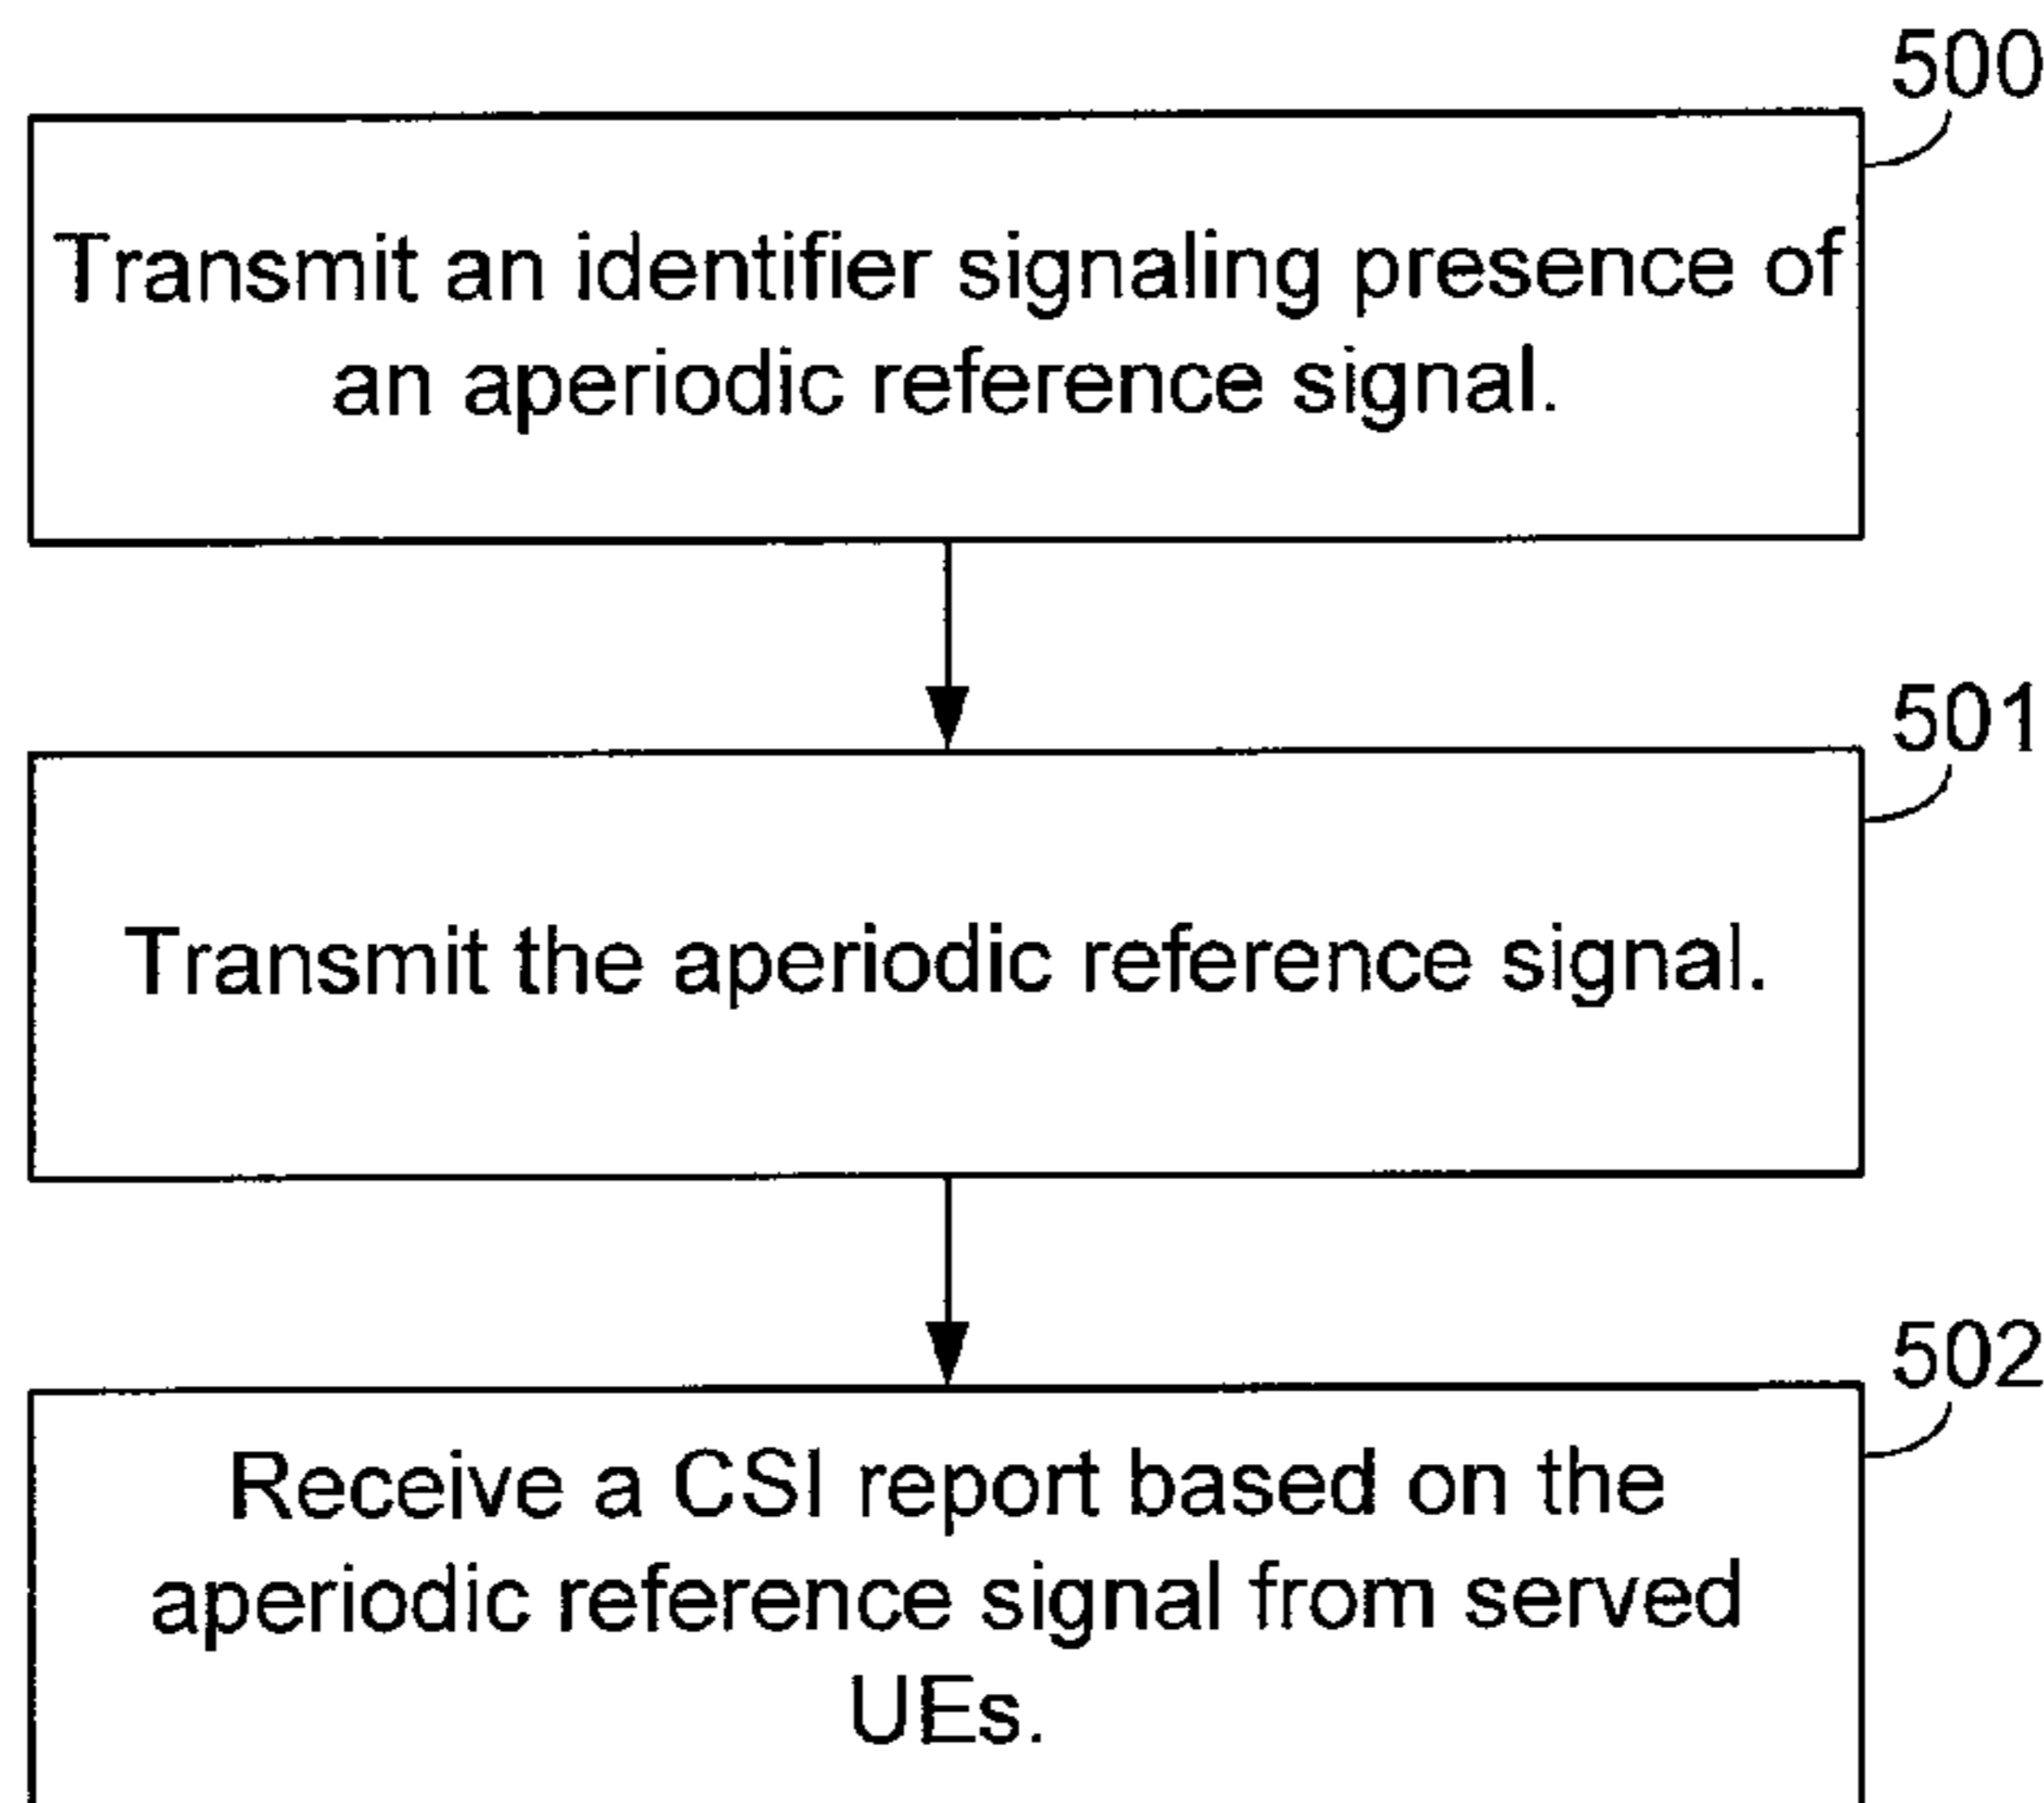 500
Transmit an identifier signaling presence of
an aperiodic reference signal.
501
Transmit the aperiodic reference signal.
502
Receive a CSI report based on the
aperiodic reference signal from served
UEs.